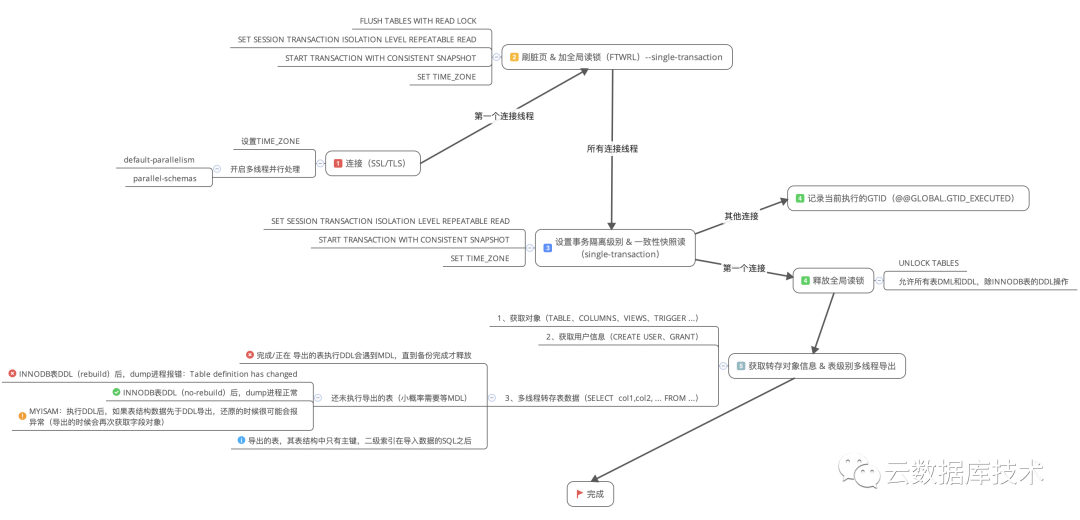 FLUSH TABLES WITH READ LOCK
SET SESSION TRANSACTION ISOLATION LEVEL REPEATABLE READ
START TRANSACTION WITH CONSISTENT SNAPSHOT
SET TIME_ZONE
2 刷脏页 & 加全局读锁（FTWRL）--single-transaction
第一个连接线程
设置TIME_ZONE
default-parallelism
parallel-schemas
开启多线程并行处理
1 连接（SSL/TLS）
所有连接线程
4 记录当前执行的GTID（@@GLOBAL.GTID_EXECUTED）
其他连接
SET SESSION TRANSACTION ISOLATION LEVEL REPEATABLE READ
START TRANSACTION WITH CONSISTENT SNAPSHOT
SET TIME_ZONE
3 设置事务隔离级别 & 一致性快照读
（single-transaction）
第一个连接
4 释放全局读锁
UNLOCK TABLES
允许所有表DML和DDL，除INNODB表的DDL操作
1、获取对象（TABLE、COLUMNS、VIEWS、TRIGGER ...）
2、获取用户信息（CREATE USER、GRANT）
完成/正在 导出的表执行DDL会遇到MDL，直到备份完成才释放
5 获取转存对象信息 & 表级别多线程导出
INNODB表DDL（rebuild）后，dump进程报错：Table definition has changed
INNODB表DDL（no-rebuild）后，dump进程正常
还未执行导出的表（小概率需要等MDL）
3、多线程转存表数据（SELECT col1,col2, ... FROM ...）
MYISAM：执行DDL后，如果表结构数据先于DDL导出，还原的时候很可能会报
异常（导出的时候会再次获取字段对象）
导出的表，其表结构中只有主键，二级索引在导入数据的SQL之后
云数据库技术
完成